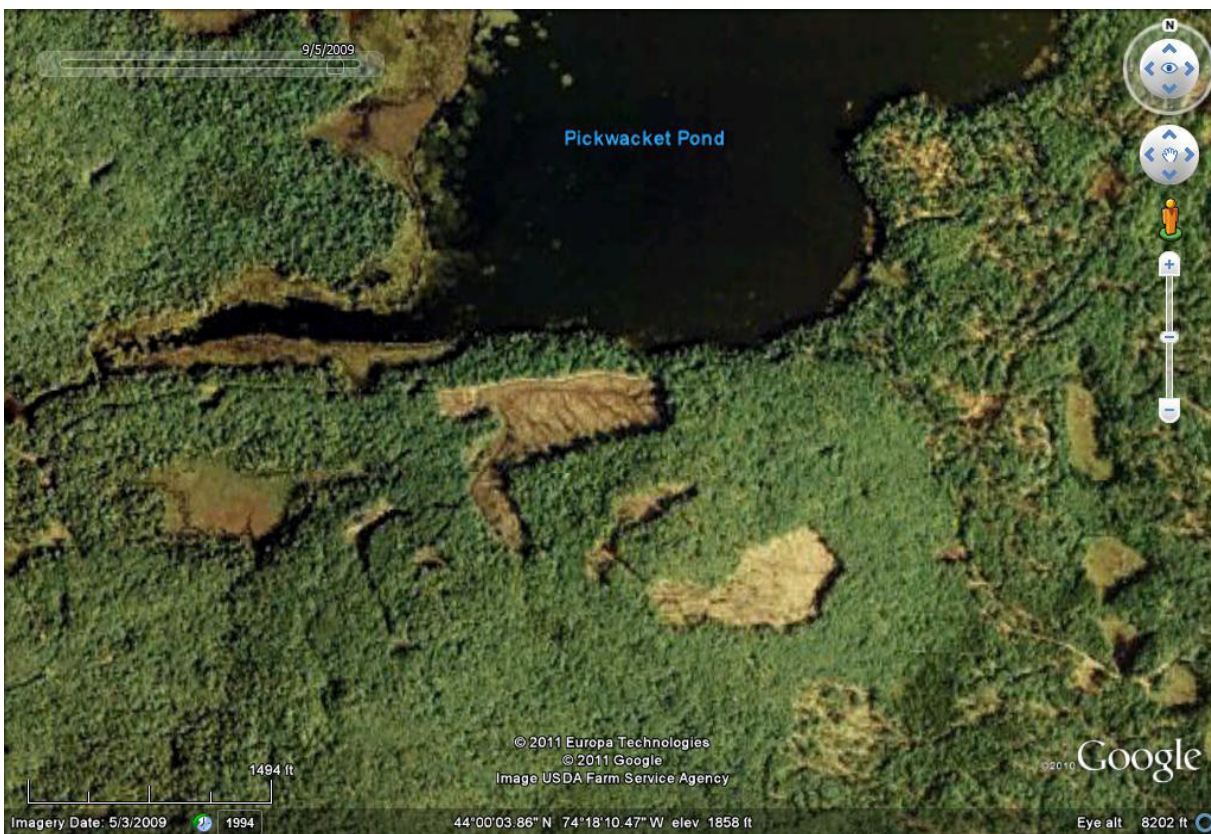 9/5/2009
N
Pickwacket Pond
© 2011 Europa Technologies
© 2011 Google
Image USDA Farm Service Agency
©2010 Google
1494 ft
Imagery Date: 5/3/2009 1994 44°00'03.86" N 74°18'10.47" W elev 1858 ft Eye alt 8202 ft